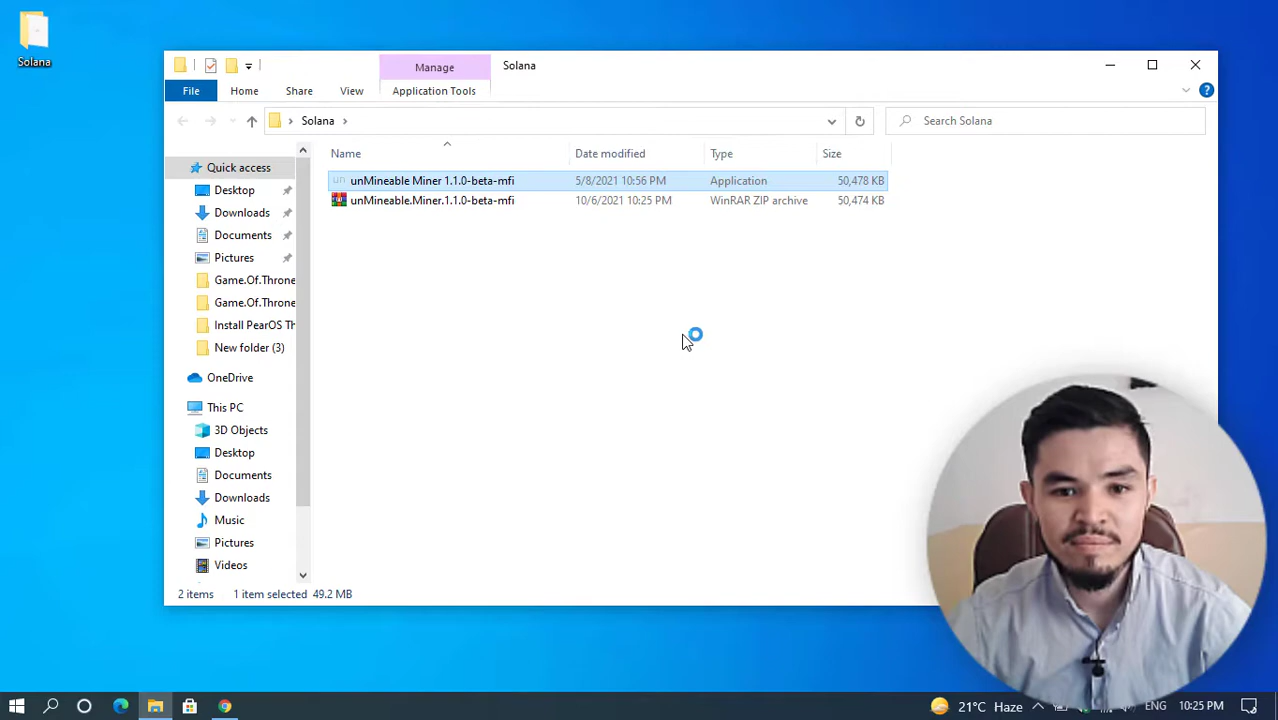 Solana
Manage
Solana
File
Home
Share
View
Application Tools
Solana
Search Solana
Name
Date modified
Type
Size
Quick access
un unMineable Miner 1.1.0-beta-mfi
5/8/2021 10:56 PM
Application
50,478 KB
unMineable.Miner.1.1.0-beta-mfi
10/6/2021 10:25 PM
WinRAR ZIP archive
50,474 KB
Desktop
Downloads
Documents
Pictures
Game.Of.Throne
Game.Of.Throne
Install PearOS Th
New folder (3)
OneDrive
This PC
3D Objects
Desktop
Documents
Downloads
Music
Pictures
Videos
2 items
1 item selected 49.2 MB
21°C Haze
ENG
10:25 PM